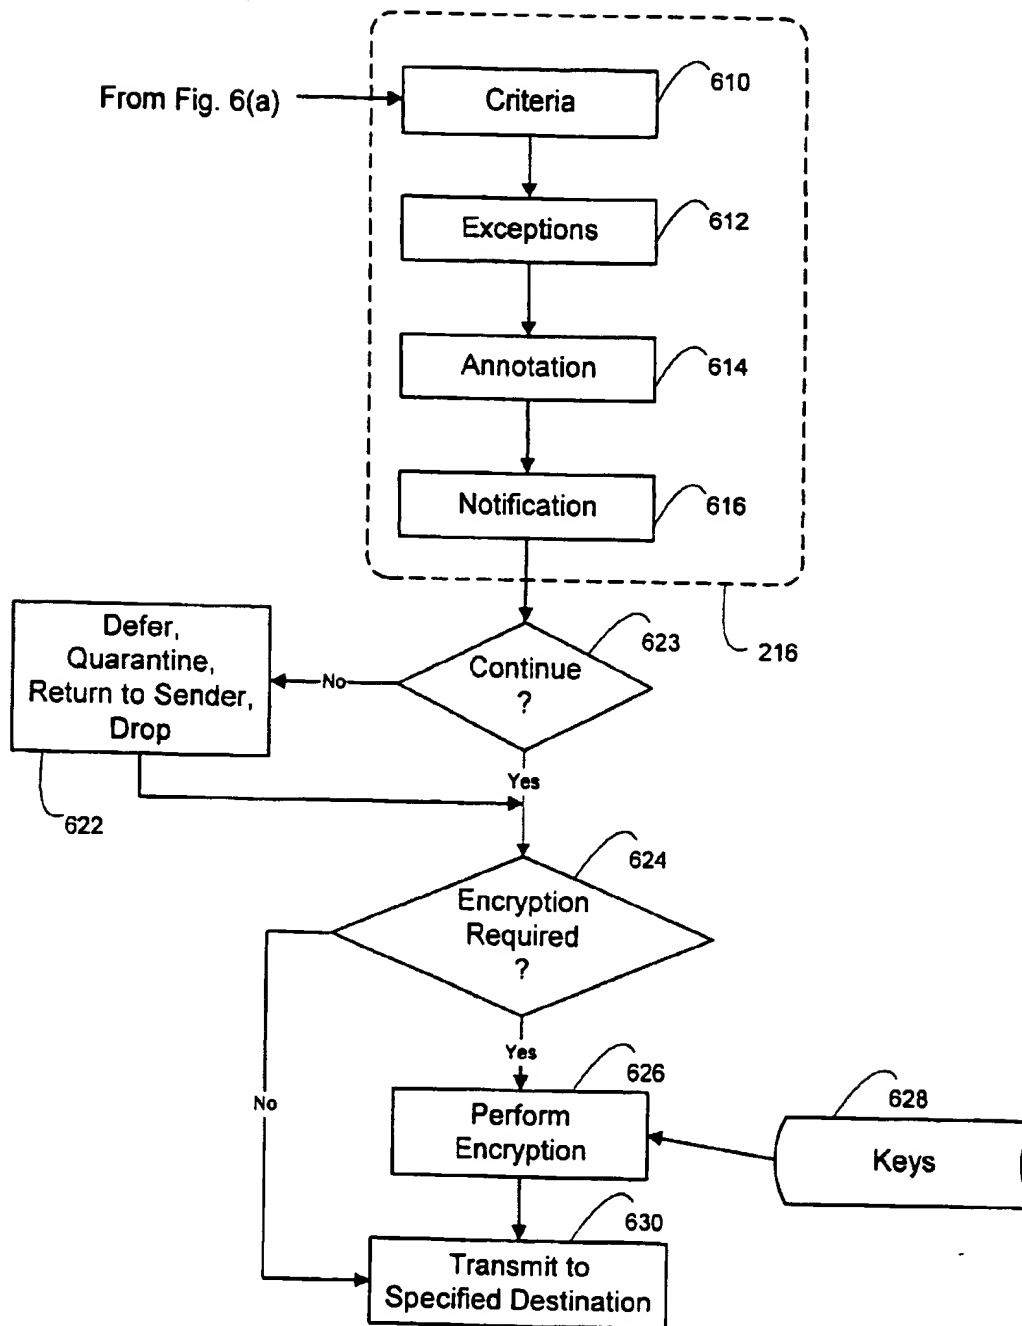 From Fig. 6(a)
Criteria
610
Exceptions
612
Annotation
614
Notification
616
216
Continue
?
623
No
Defer,
Quarantine,
Return to Sender,
Drop
622
Yes
Encryption
Required
?
624
No
Yes
Perform
Encryption
626
Keys
628
Transmit to
Specified Destination
630